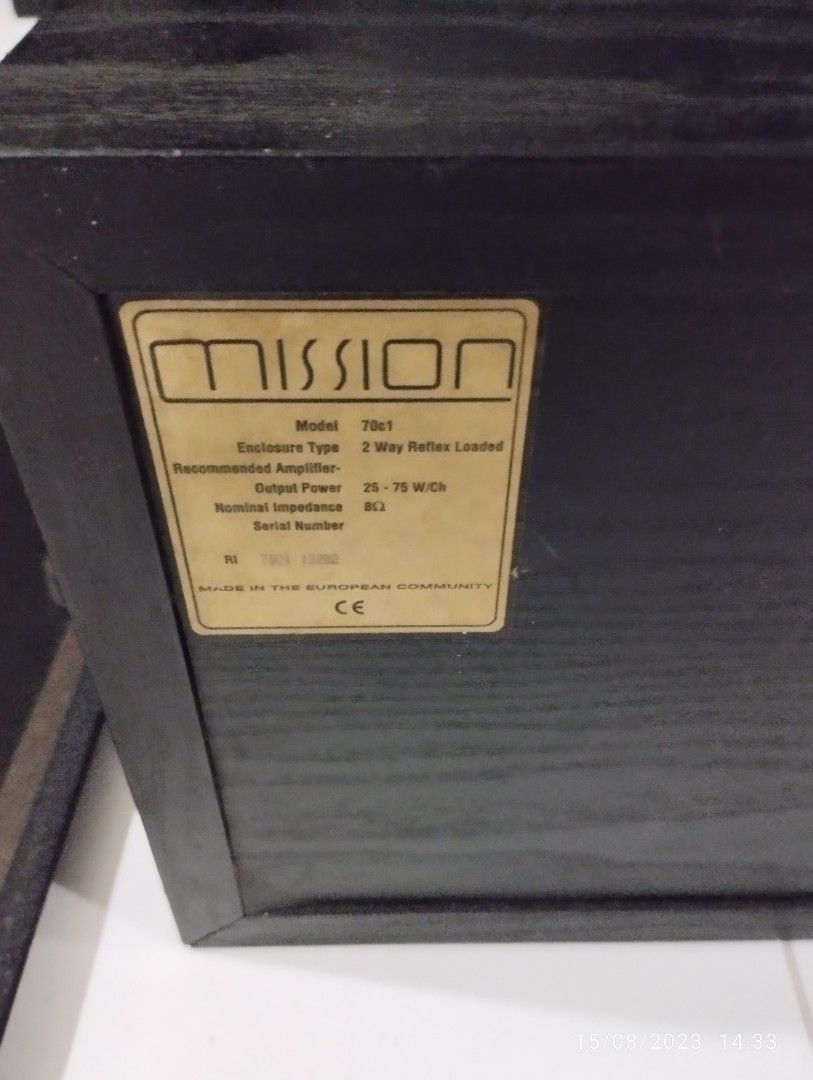 mission
Model 70c1
Enclosure Type 2 Way Reflex Loaded
Recommended Amplifier-
Output Power 25 - 75 W/Ch
Nominal Impedance 8Ω
Serial Number
RI
MADE IN THE EUROPEAN COMMUNITY
CE
15/08/2023 14:33